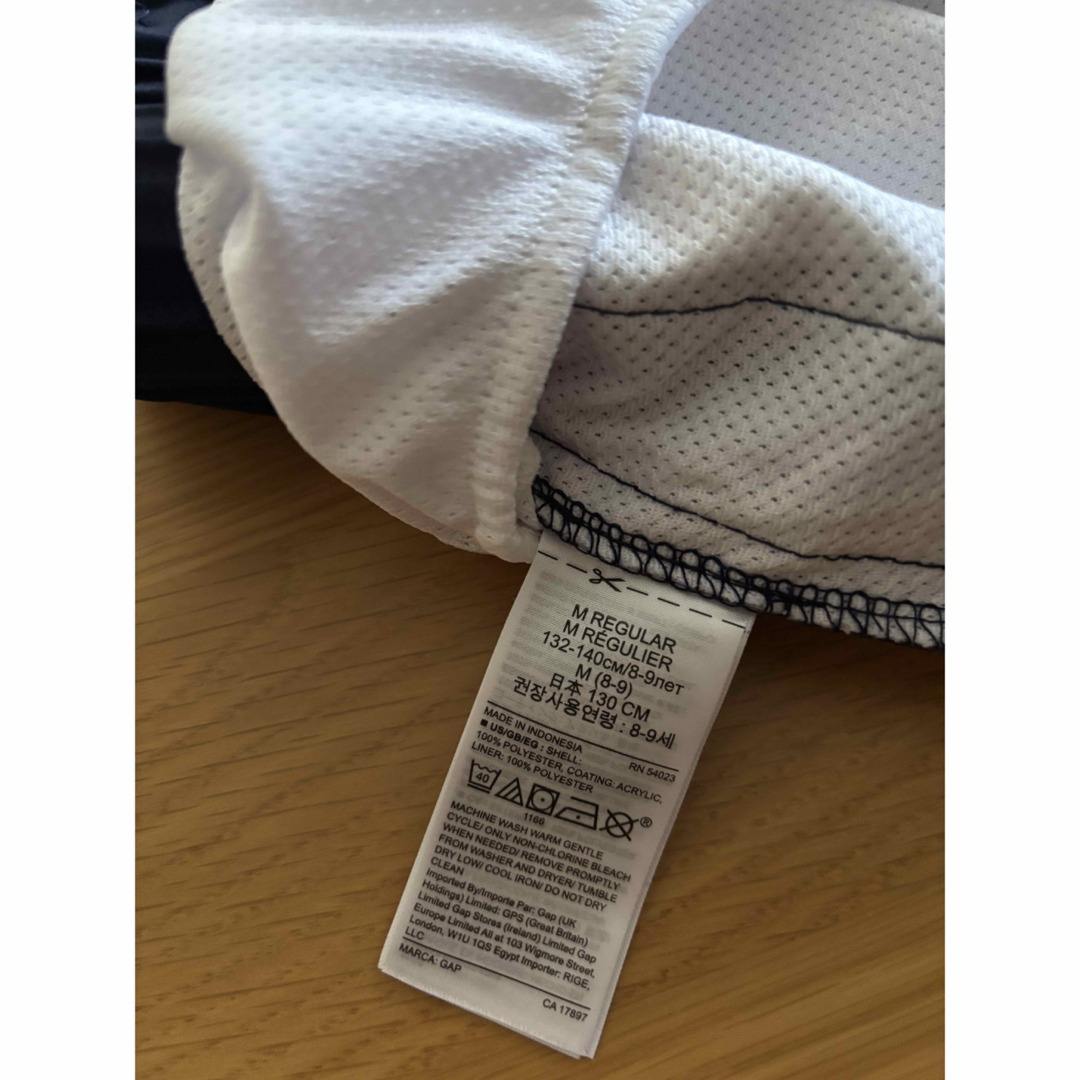 M REGULAR
M RÉGULIER
132-140см/8-9лет
M (8-9)
日本 130 CM
권장사용연령 : 8-9세
MADE IN INDONESIA
■ US/GB/EG : SHELL: RN 54023
100% POLYESTER, COATING: ACRYLIC,
LINER: 100% POLYESTER
40
1166
®
MACHINE WASH WARM GENTLE
CYCLE/ ONLY NON-CHLORINE BLEACH
WHEN NEEDED/ REMOVE PROMPTLY
FROM WASHER AND DRYER/ TUMBLE
DRY LOW/ COOL IRON/ DO NOT DRY
CLEAN
Imported By/Importe Par: Gap (UK
Holdings) Limited: GPS (Great Britain)
Limited Gap Stores (Ireland) Limited Gap
Europe Limited All at 103 Wigmore Street,
London, W1U 1QS Egypt Importer: RIGE,
LLC
MARCA: GAP
CA 17897